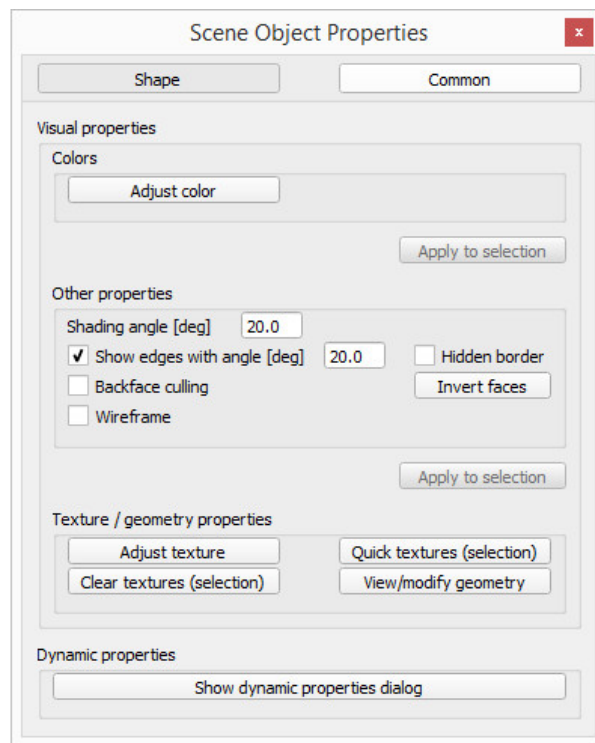 Scene Object Properties
x
Shape Common
Visual properties
Colors
Adjust color
Apply to selection
Other properties
Shading angle [deg] 20.0
Show edges with angle [deg] 20.0 Hidden border
Backface culling Invert faces
Wireframe
Apply to selection
Texture / geometry properties
Adjust texture Quick textures (selection)
Clear textures (selection) View/modify geometry
Dynamic properties
Show dynamic properties dialog